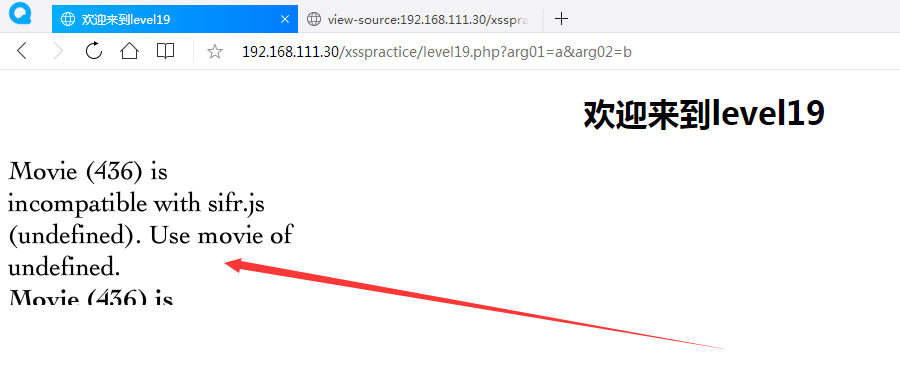 欢迎来到level19
view-source:192.168.111.30/xssprac
192.168.111.30/xsspractice/level19.php?arg01=a&arg02=b
欢迎来到level19
Movie (436) is
incompatible with sifr.js
(undefined). Use movie of
undefined.
Movie (436) is